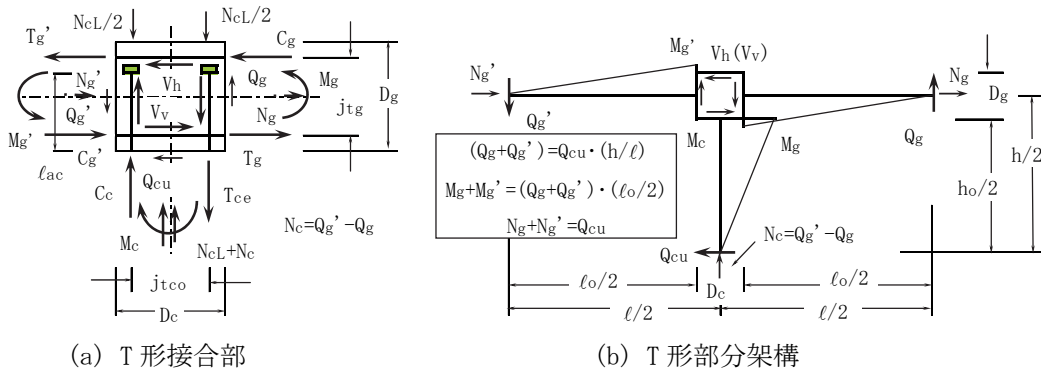 NcL/2
NcL/2
Tg'
Cg
Ng'
Vh
Qg
Mg
Qg'
Vv
Ng
jtg
Dg
Mg'
Cg'
Tg
ℓac
Cc
Qcu
Tce
Mc
Nc=Qg'-Qg
NcL+Nc
jtco
Dc
(a) T形接合部
Mg'
Vh(Vv)
Ng'
Ng
Dg
Qg'
Mc
Mg
Qg
(Qg+Qg')=Qcu·(h/ℓ)
Mg+Mg'=(Qg+Qg')·(ℓo/2)
Ng+Ng'=Qcu
ho/2
h/2
Nc=Qg'-Qg
Qcu
Dc
ℓo/2
ℓo/2
ℓ/2
ℓ/2
(b) T形部分架構